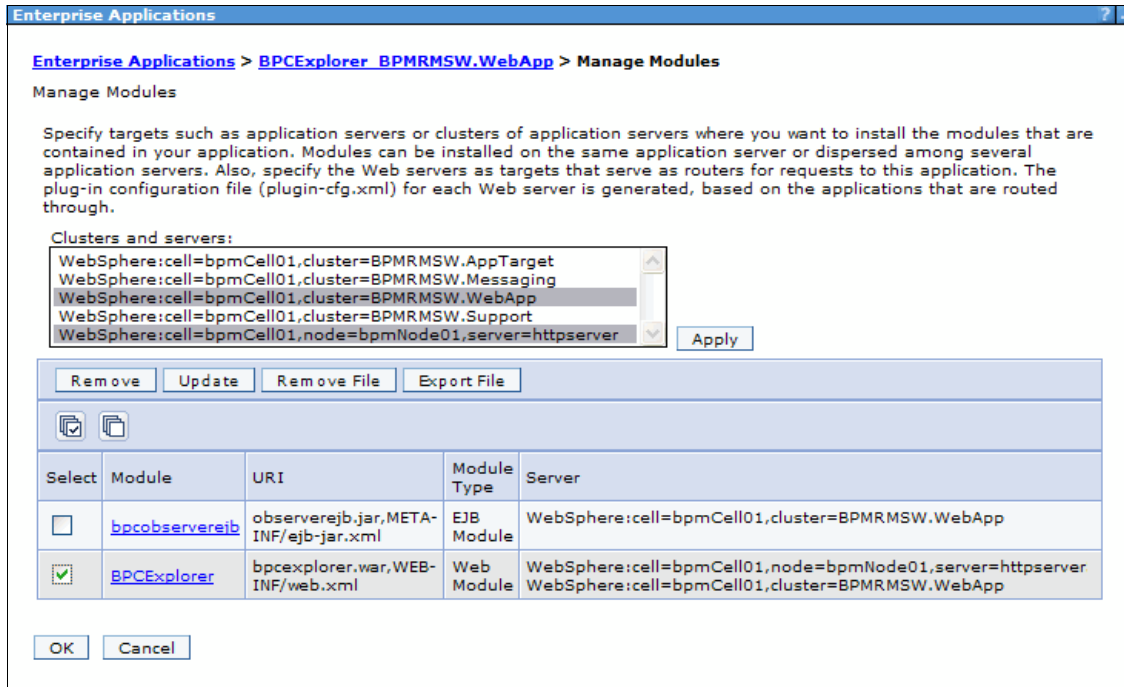 Enterprise Applications ? -
Enterprise Applications > BPCExplorer_BPMRMSW.WebApp > Manage Modules
Manage Modules
Specify targets such as application servers or clusters of application servers where you want to install the modules that are
contained in your application. Modules can be installed on the same application server or dispersed among several
application servers. Also, specify the Web servers as targets that serve as routers for requests to this application. The
plug-in configuration file (plugin-cfg.xml) for each Web server is generated, based on the applications that are routed
through.
Clusters and servers:
WebSphere:cell=bpmCell01,cluster=BPMRMSW.AppTarget
WebSphere:cell=bpmCell01,cluster=BPMRMSW.Messaging
WebSphere:cell=bpmCell01,cluster=BPMRMSW.WebApp
WebSphere:cell=bpmCell01,cluster=BPMRMSW.Support
WebSphere:cell=bpmCell01,node=bpmNode01,server=httpserver
Apply
Remove Update Remove File Export File
Select Module URI Module Type Server
bpcobserverejb observerejb.jar,META-INF/ejb-jar.xml EJB Module WebSphere:cell=bpmCell01,cluster=BPMRMSW.WebApp
BPCExplorer bpcexplorer.war,WEB-INF/web.xml Web Module WebSphere:cell=bpmCell01,node=bpmNode01,server=httpserver
WebSphere:cell=bpmCell01,cluster=BPMRMSW.WebApp
OK Cancel